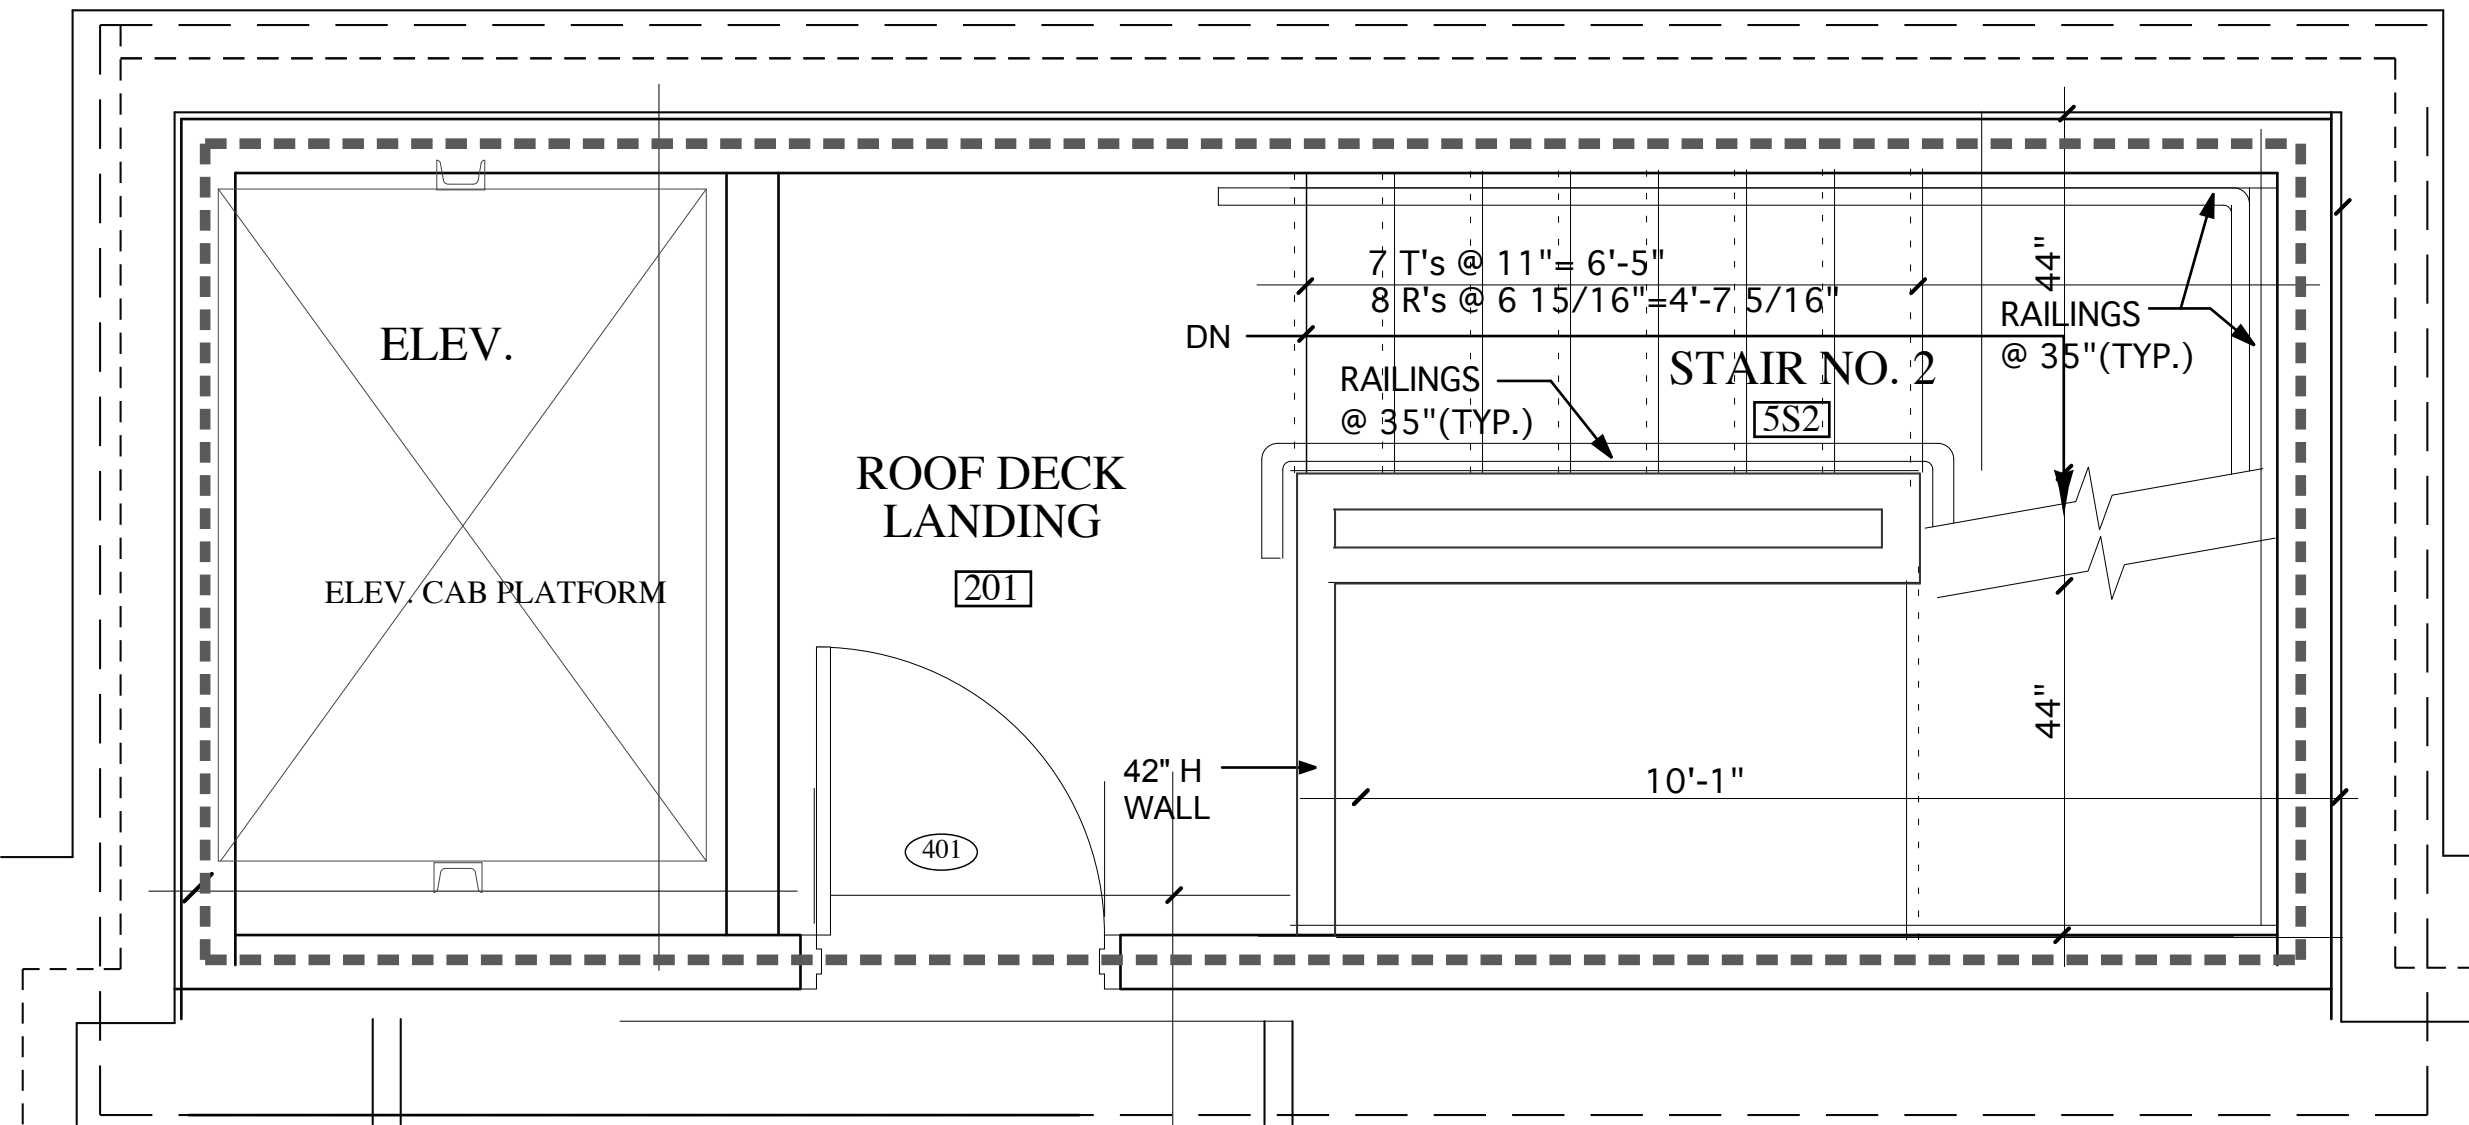 7 T's @ 11"= 6'-5"
8 R's @ 6 15/16"=4'-7 5/16"
44"
RAILINGS
@ 35"(TYP.)
DN
ELEV.
STAIR NO. 2
5S2
RAILINGS
@ 35"(TYP.)
ROOF DECK
LANDING
201
ELEV. CAB PLATFORM
44"
42" H
WALL
10'-1"
401